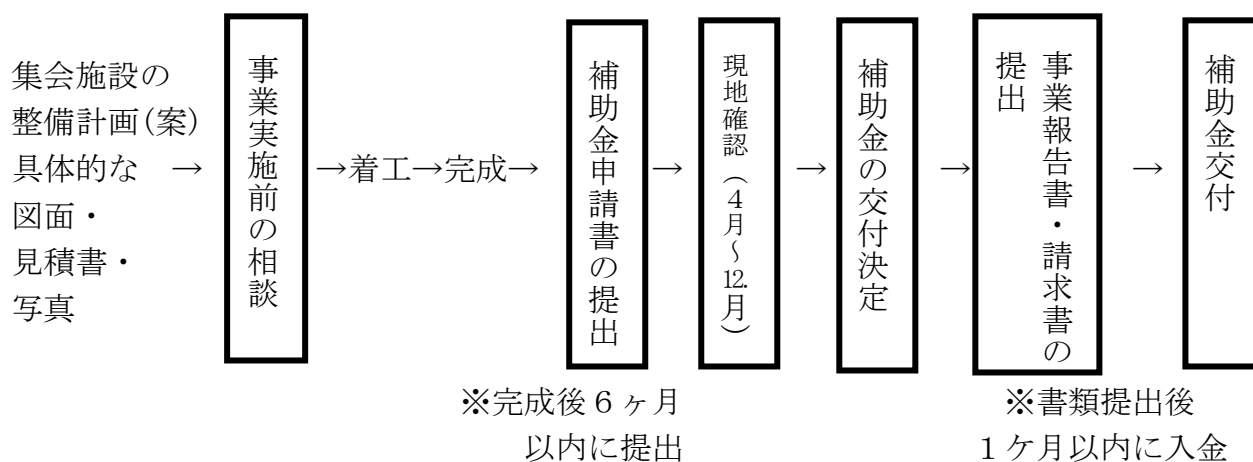 集会施設の
整備計画(案)
具体的な →
図面・
見積書・
写真
事業実施前の相談
→着工→完成→
補助金申請書の提出
→
現地確認(4月~12月)
→
補助金の交付決定
→
事業報告書・請求書の
提出
→
補助金交付
※完成後6ヶ月
以内に提出
※書類提出後
1ケ月以内に入金